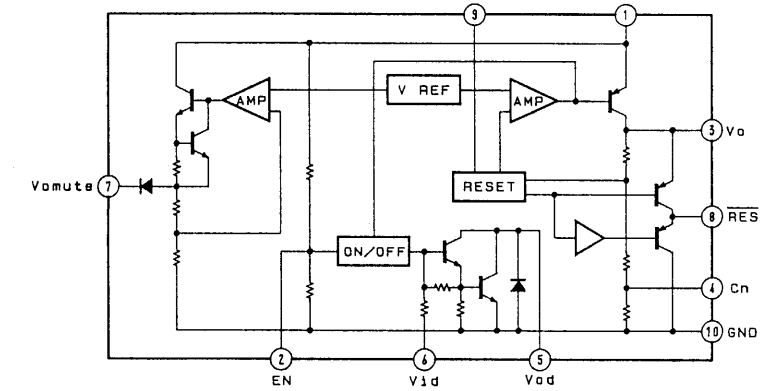 9 1
AMP V REF AMP
3 Vo
RESET
Vomute 7
8 RES
ON/OFF
4 Cn
10 GND
2 6 5
EN Vid Vod